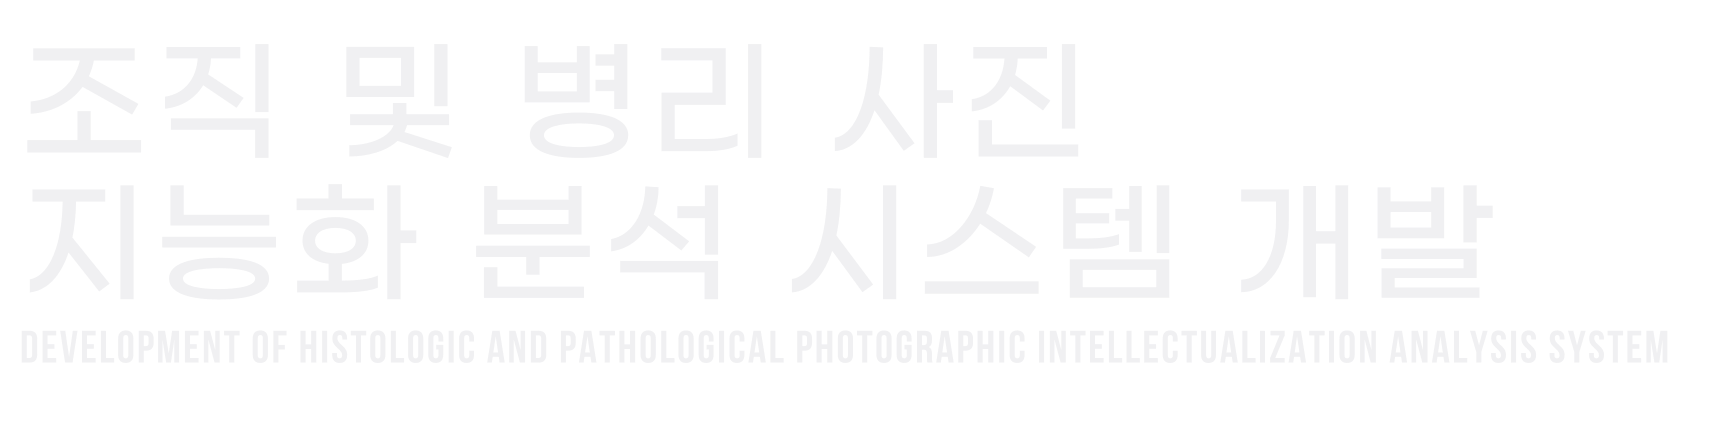 조직 및 병리 사진
지능화 분석 시스템 개발
DEVELOPMENT OF HISTOLOGIC AND PATHOLOGICAL PHOTOGRAPHIC INTELLECTUALIZATION ANALYSIS SYSTEM